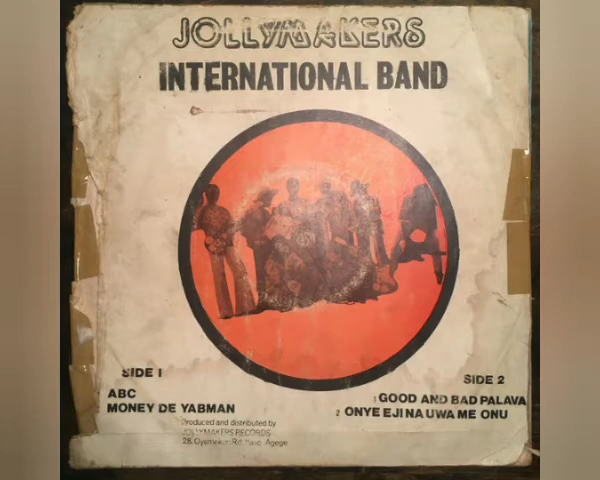 JOLLYMAKERS
INTERNATIONAL BAND
SIDE 1
ABC
MONEY DE YABMAN
Produced and distributed by
JOLLYMAKERS RECORDS
28, Rd. Agege
SIDE 2
1 GOOD AND BAD PALAVA
2 ONYE EJI NA UWA ME ONU